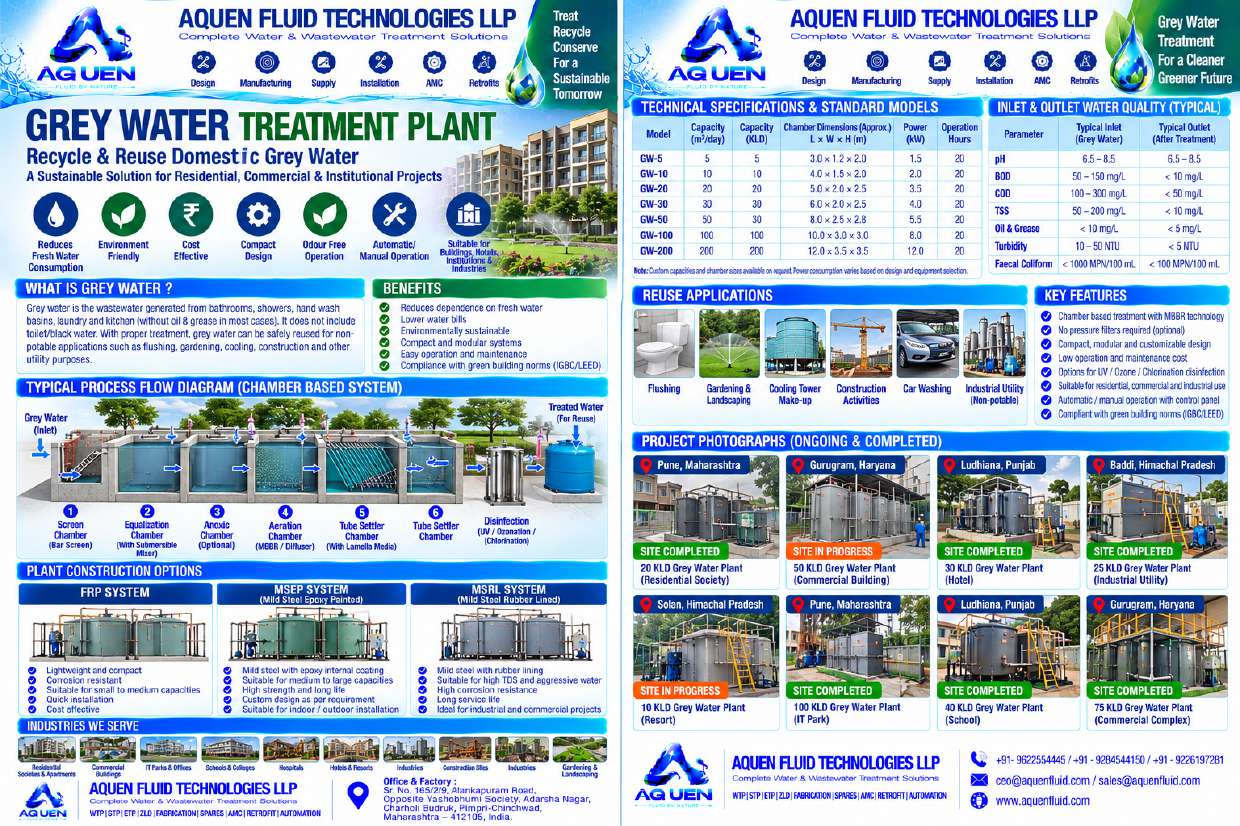 AQUEN FLUID TECHNOLOGIES LLP
Complete Water & Wastewater Treatment Solutions
AQ UEN
FLUID BY NATURE
Design
Manufacturing
Supply
Installation
AMC
Retrofits
Treat
Recycle
Conserve
For a
Sustainable
Tomorrow
GREY WATER TREATMENT PLANT
Recycle & Reuse Domestic Grey Water
A Sustainable Solution for Residential, Commercial & Institutional Projects
Reduces
Fresh Water
Consumption
Environment
Friendly
₹
Cost
Effective
Compact
Design
Odour Free
Operation
Automatic/
Manual Operation
Suitable for
Buildings, Hotels,
Institutions &
Industries
WHAT IS GREY WATER ?
Grey water is the wastewater generated from bathrooms, showers, hand wash
basins, laundry and kitchen (without oil & grease in most cases). It does not include
toilet/black water. With proper treatment, grey water can be safely reused for non-
potable applications such as flushing, gardening, cooling, construction and other
utility purposes.
BENEFITS
Reduces dependence on fresh water
Lower water bills
Environmentally sustainable
Compact and modular systems
Easy operation and maintenance
Compliance with green building norms (IGBC/LEED)
TYPICAL PROCESS FLOW DIAGRAM (CHAMBER BASED SYSTEM)
Grey Water
(Inlet)
Treated Water
(For Reuse)
1
Screen
Chamber
(Bar Screen)
2
Equalization
Chamber
(With Submersible
Mixer)
3
Anoxic
Chamber
(Optional)
4
Aeration
Chamber
(MBBR / Diffuser)
5
Tube Settler
Chamber
(With Lamella Media)
6
Tube Settler
Chamber
Disinfection
(UV / Ozonation /
(Chlorination)
PLANT CONSTRUCTION OPTIONS
FRP SYSTEM
Lightweight and compact
Corrosion resistant
Suitable for small to medium capacities
Quick installation
Cost effective
MSEP SYSTEM
(Mild Steel Epoxy Painted)
Mild steel with epoxy internal coating
Suitable for medium to large capacities
High strength and long life
Custom design as per requirement
Suitable for indoor / outdoor installation
MSRL SYSTEM
(Mild Steel Rubber Lined)
Mild steel with rubber lining
Suitable for high TDS and aggressive water
High corrosion resistance
Long service life
Ideal for industrial and commercial projects
INDUSTRIES WE SERVE
Residential
Societies & Apartments
Commercial
Buildings
IT Parks & Offices
Schools & Colleges
Hospitals
Hotels & Resorts
Industries
Construction Sites
Industries
Gardening &
Landscaping
AQ UEN
FLUID BY NATURE
AQUEN FLUID TECHNOLOGIES LLP
Complete Water & Wastewater Treatment Solutions
WTP | STP | ETP | ZLD | FABRICATION | SPARES | AMC | RETROFIT | AUTOMATION
Office & Factory :
Sr. No. 165/2/9, Alankapuram Road,
Opposite Yashobhumi Society, Adarsha Nagar,
Charholi Budruk, Pimpri-Chinchwad,
Maharashtra – 412105, India.
AQUEN FLUID TECHNOLOGIES LLP
Complete Water & Wastewater Treatment Solutions
AQ UEN
FLUID BY NATURE
Design
Manufacturing
Supply
Installation
AMC
Retrofits
Grey Water
Treatment
For a Cleaner
Greener Future
TECHNICAL SPECIFICATIONS & STANDARD MODELS
Model | Capacity (m³/day) | Capacity (KLD) | Chamber Dimensions (Approx.) L × W × H (m) | Power (kW) | Operation Hours
GW-5 5 5 3.0 × 1.2 × 2.0 1.5 20
GW-10 10 10 4.0 × 1.5 × 2.0 2.0 20
GW-20 20 20 5.0 × 2.0 × 2.5 3.5 20
GW-30 30 30 6.0 × 2.0 × 2.5 4.0 20
GW-50 50 30 8.0 × 2.5 × 2.8 5.5 20
GW-100 100 100 10.0 × 3.0 × 3.0 8.0 20
GW-200 200 200 12.0 × 3.5 × 3.5 12.0 20
Note: Custom capacities and chamber sizes available on request. Power consumption varies based on design and equipment selection.
INLET & OUTLET WATER QUALITY (TYPICAL)
Parameter | Typical Inlet (Grey Water) | Typical Outlet (After Treatment)
pH 6.5 – 8.5 6.5 – 8.5
BOD 50 – 150 mg/L < 10 mg/L
COD 100 – 300 mg/L < 50 mg/L
TSS 50 – 200 mg/L < 10 mg/L
Oil & Grease < 10 mg/L < 5 mg/L
Turbidity 10 – 50 NTU < 5 NTU
Faecal Coliform < 1000 MPN/100 mL < 100 MPN/100 mL
REUSE APPLICATIONS
Flushing
Gardening &
Landscaping
Cooling Tower
Make-up
Construction
Activities
Car Washing
Industrial Utility
(Non-potable)
KEY FEATURES
Chamber based treatment with MBBR technology
No pressure filters required (optional)
Compact, modular and customizable design
Low operation and maintenance cost
Options for UV / Ozone / Chlorination disinfection
Suitable for residential, commercial and industrial use
Automatic / manual operation with control panel
Compliant with green building norms (IGBC/LEED)
PROJECT PHOTOGRAPHS (ONGOING & COMPLETED)
Pune, Maharashtra
SITE COMPLETED
20 KLD Grey Water Plant
(Residential Society)
Gurugram, Haryana
SITE IN PROGRESS
50 KLD Grey Water Plant
(Commercial Building)
Ludhiana, Punjab
SITE COMPLETED
30 KLD Grey Water Plant
(Hotel)
Baddi, Himachal Pradesh
SITE COMPLETED
25 KLD Grey Water Plant
(Industrial Utility)
Solan, Himachal Pradesh
SITE IN PROGRESS
10 KLD Grey Water Plant
(Resort)
Pune, Maharashtra
SITE COMPLETED
100 KLD Grey Water Plant
(IT Park)
Ludhiana, Punjab
SITE COMPLETED
40 KLD Grey Water Plant
(School)
Gurugram, Haryana
SITE COMPLETED
75 KLD Grey Water Plant
(Commercial Complex)
AQ UEN
FLUID BY NATURE
AQUEN FLUID TECHNOLOGIES LLP
Complete Water & Wastewater Treatment Solutions
WTP | STP | ETP | ZLD | FABRICATION | SPARES | AMC | RETROFIT | AUTOMATION
+91- 9622554445 / +91 - 9284544150 / +91 - 9226197281
ceo@aquenfluid.com / sales@aquenfluid.com
www.aquenfluid.com